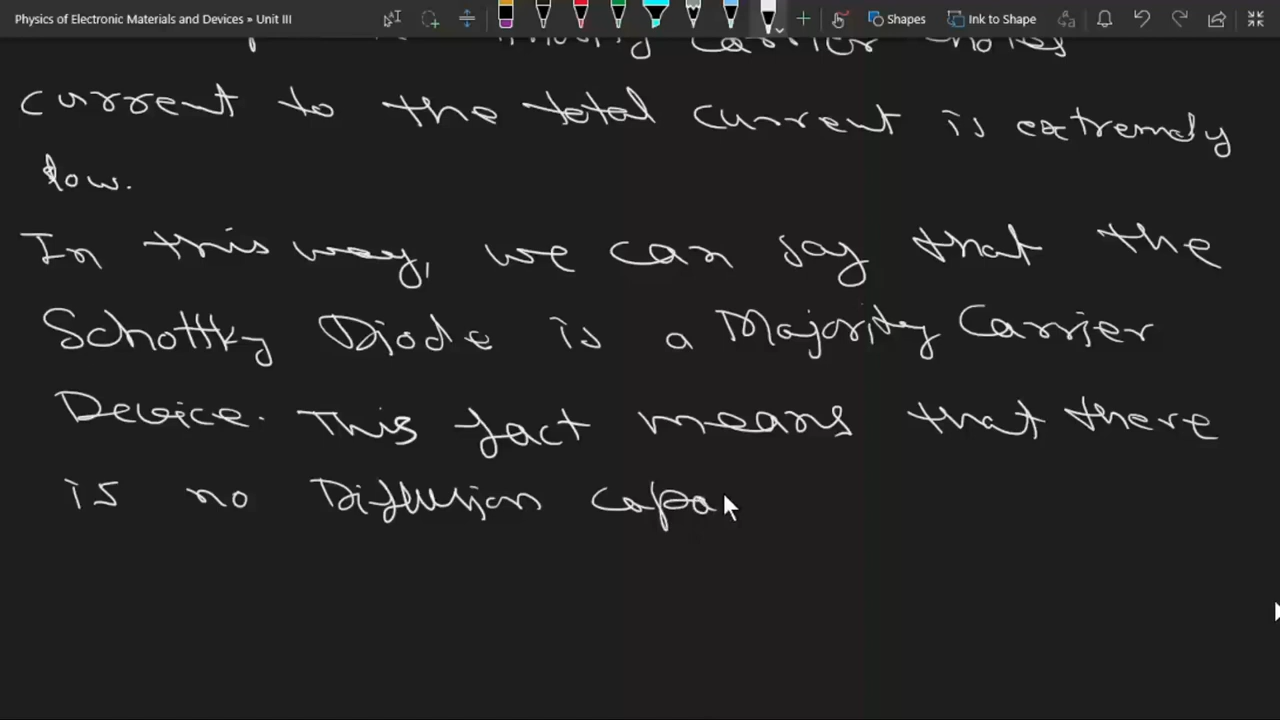 Physics of Electronic Materials and Devices » Unit III
Shapes
Ink to Shape
carrier holes
current to the total current is extremely
low.
In this way, we can say that the
Schottky Diode is a Majority Carrier
Device. This fact means that there
is no Diffusion capa